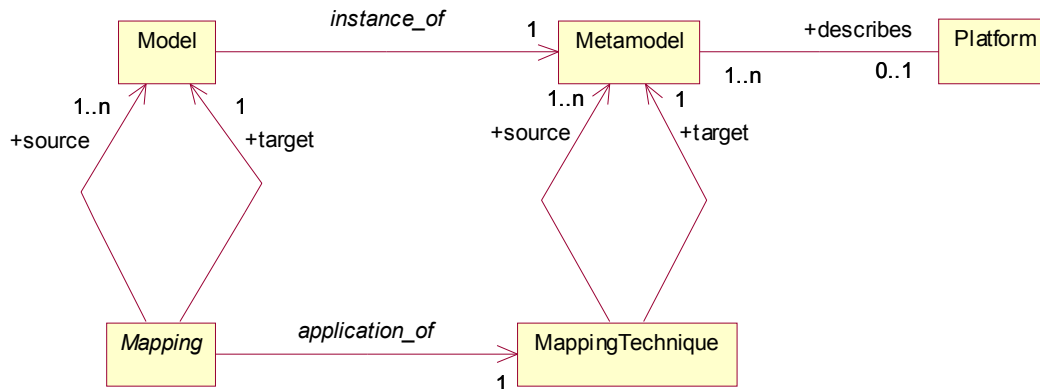 instance_of
Model
1
Metamodel
+describes
Platform
1..n
0..1
1..n
1
+source
+target
1..n
1
+source
+target
Mapping
application_of
1
MappingTechnique